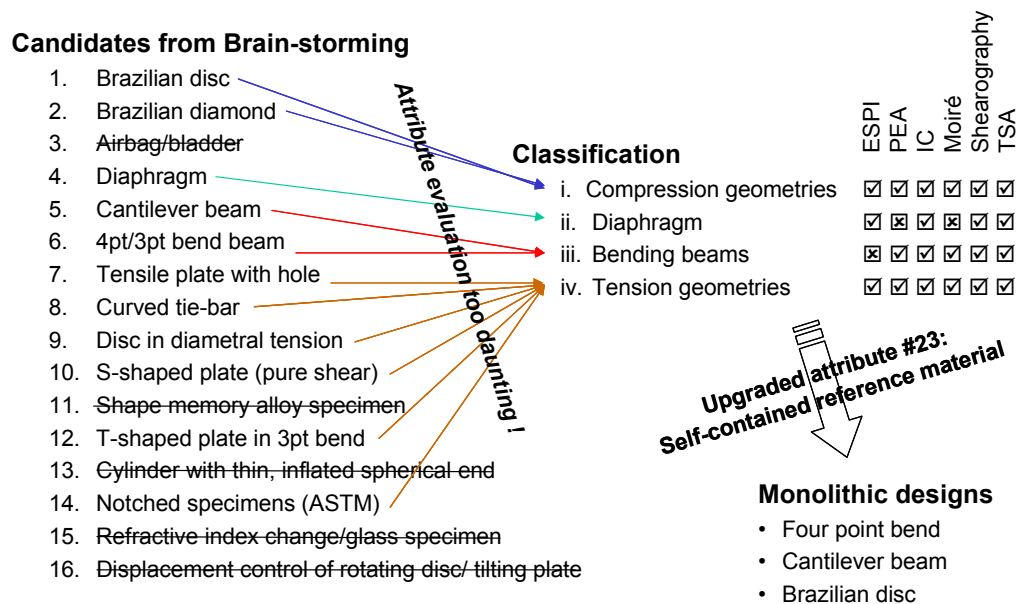 Candidates from Brain-storming
1. Brazilian disc
2. Brazilian diamond
3. Airbag/bladder
4. Diaphragm
5. Cantilever beam
6. 4pt/3pt bend beam
7. Tensile plate with hole
8. Curved tie-bar
9. Disc in diametral tension
10. S-shaped plate (pure shear)
11. Shape memory alloy specimen
12. T-shaped plate in 3pt bend
13. Cylinder with thin, inflated spherical end
14. Notched specimens (ASTM)
15. Refractive index change/glass specimen
16. Displacement control of rotating disc/ tilting plate
Attribute evaluation too daunting !
Classification
ESPI
PEA
IC
Moiré
Shearography
TSA
i. Compression geometries ☑ ☑ ☑ ☑ ☑ ☑
ii. Diaphragm ☑ ☒ ☑ ☒ ☑ ☑
iii. Bending beams ☒ ☑ ☑ ☑ ☑ ☑
iv. Tension geometries ☑ ☑ ☑ ☑ ☑ ☑
Upgraded attribute #23:
Self-contained reference material
Monolithic designs
• Four point bend
• Cantilever beam
• Brazilian disc